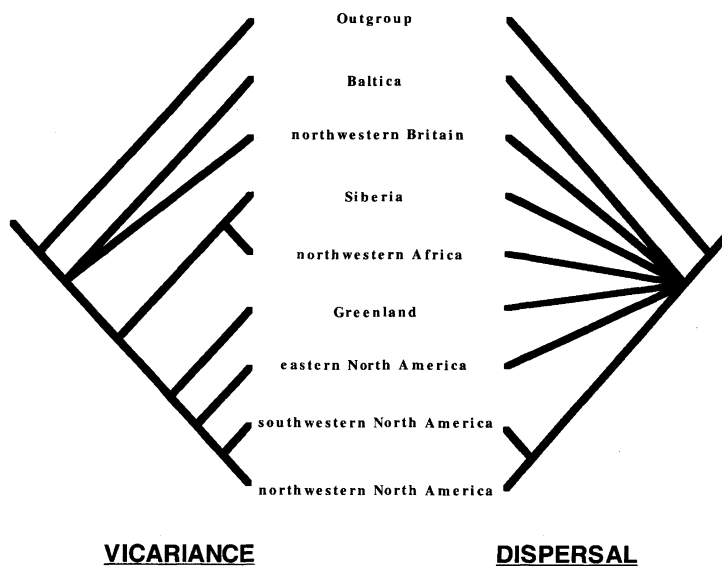 Outgroup
Baltica
northwestern Britain
Siberia
northwestern Africa
Greenland
eastern North America
southwestern North America
northwestern North America
VICARIANCE DISPERSAL